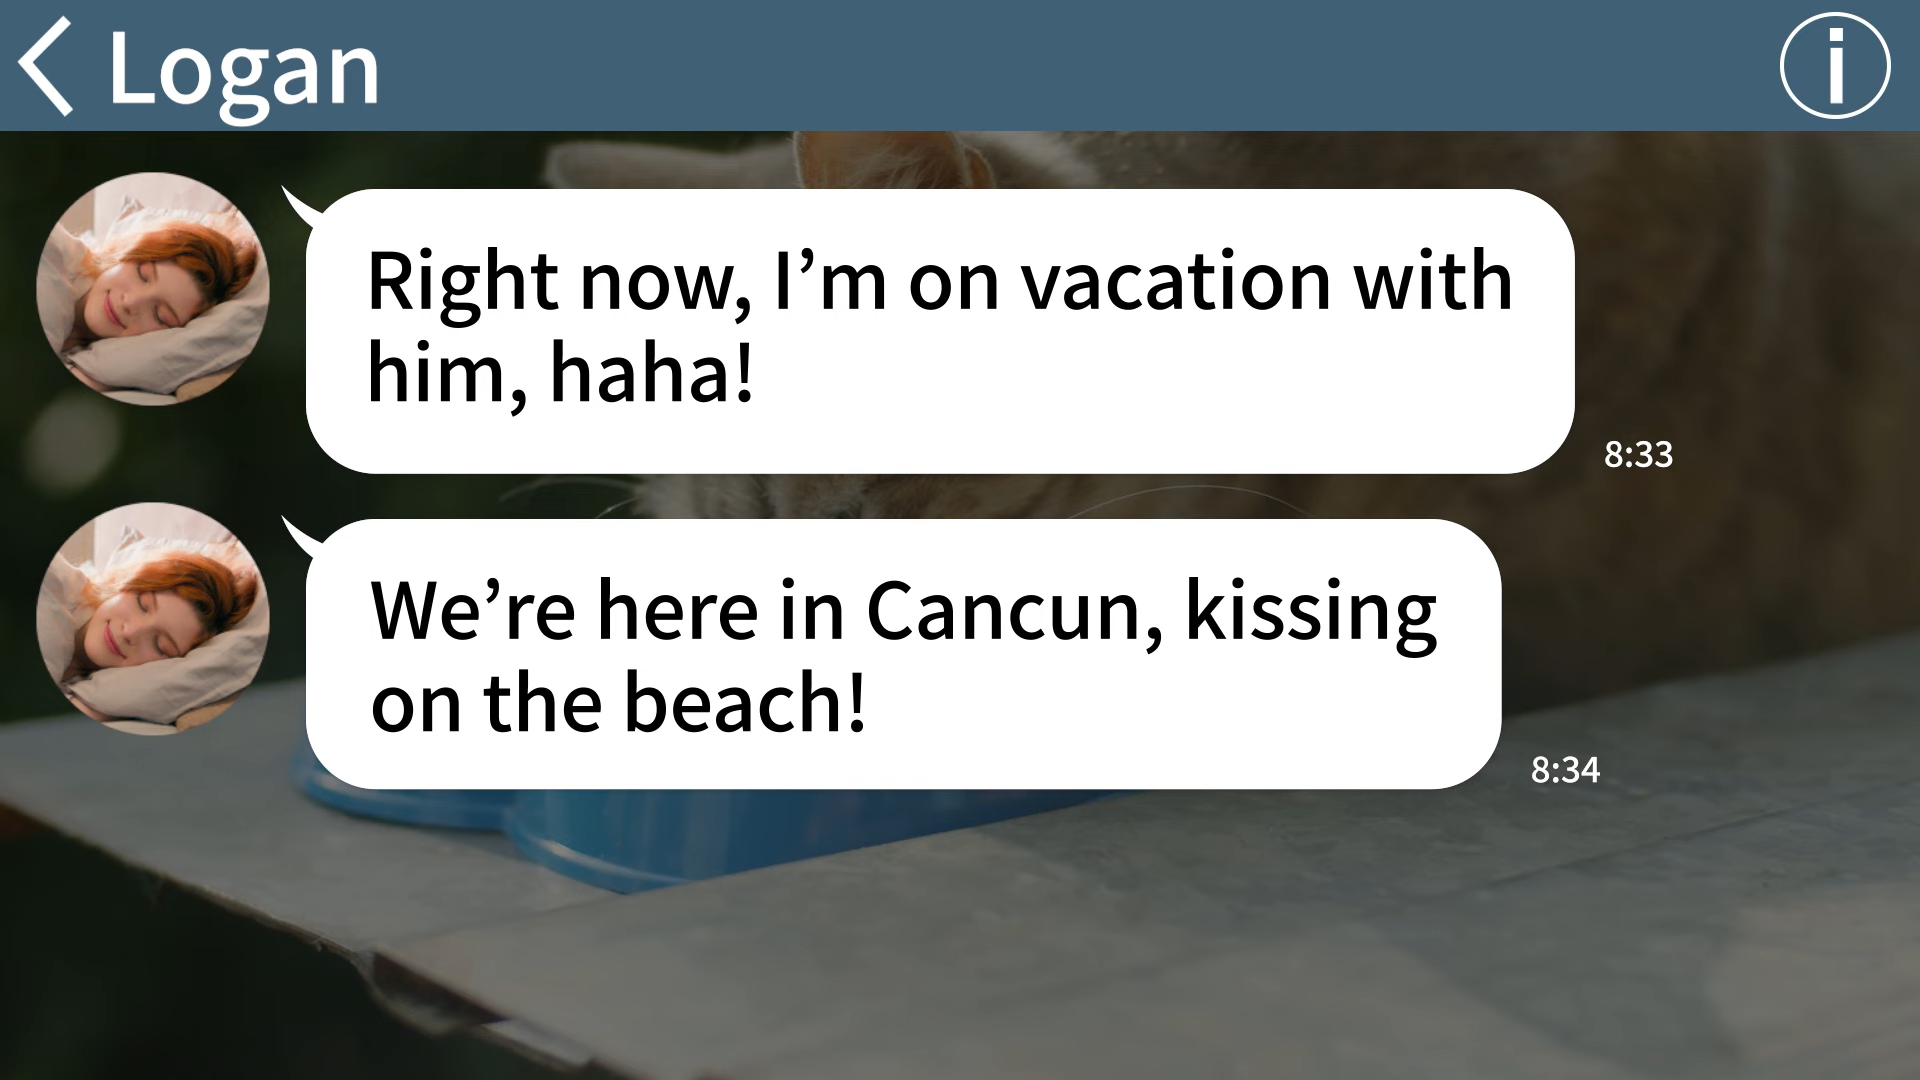 Logan
Right now, I’m on vacation with
him, haha!
8:33
We’re here in Cancun, kissing
on the beach!
8:34